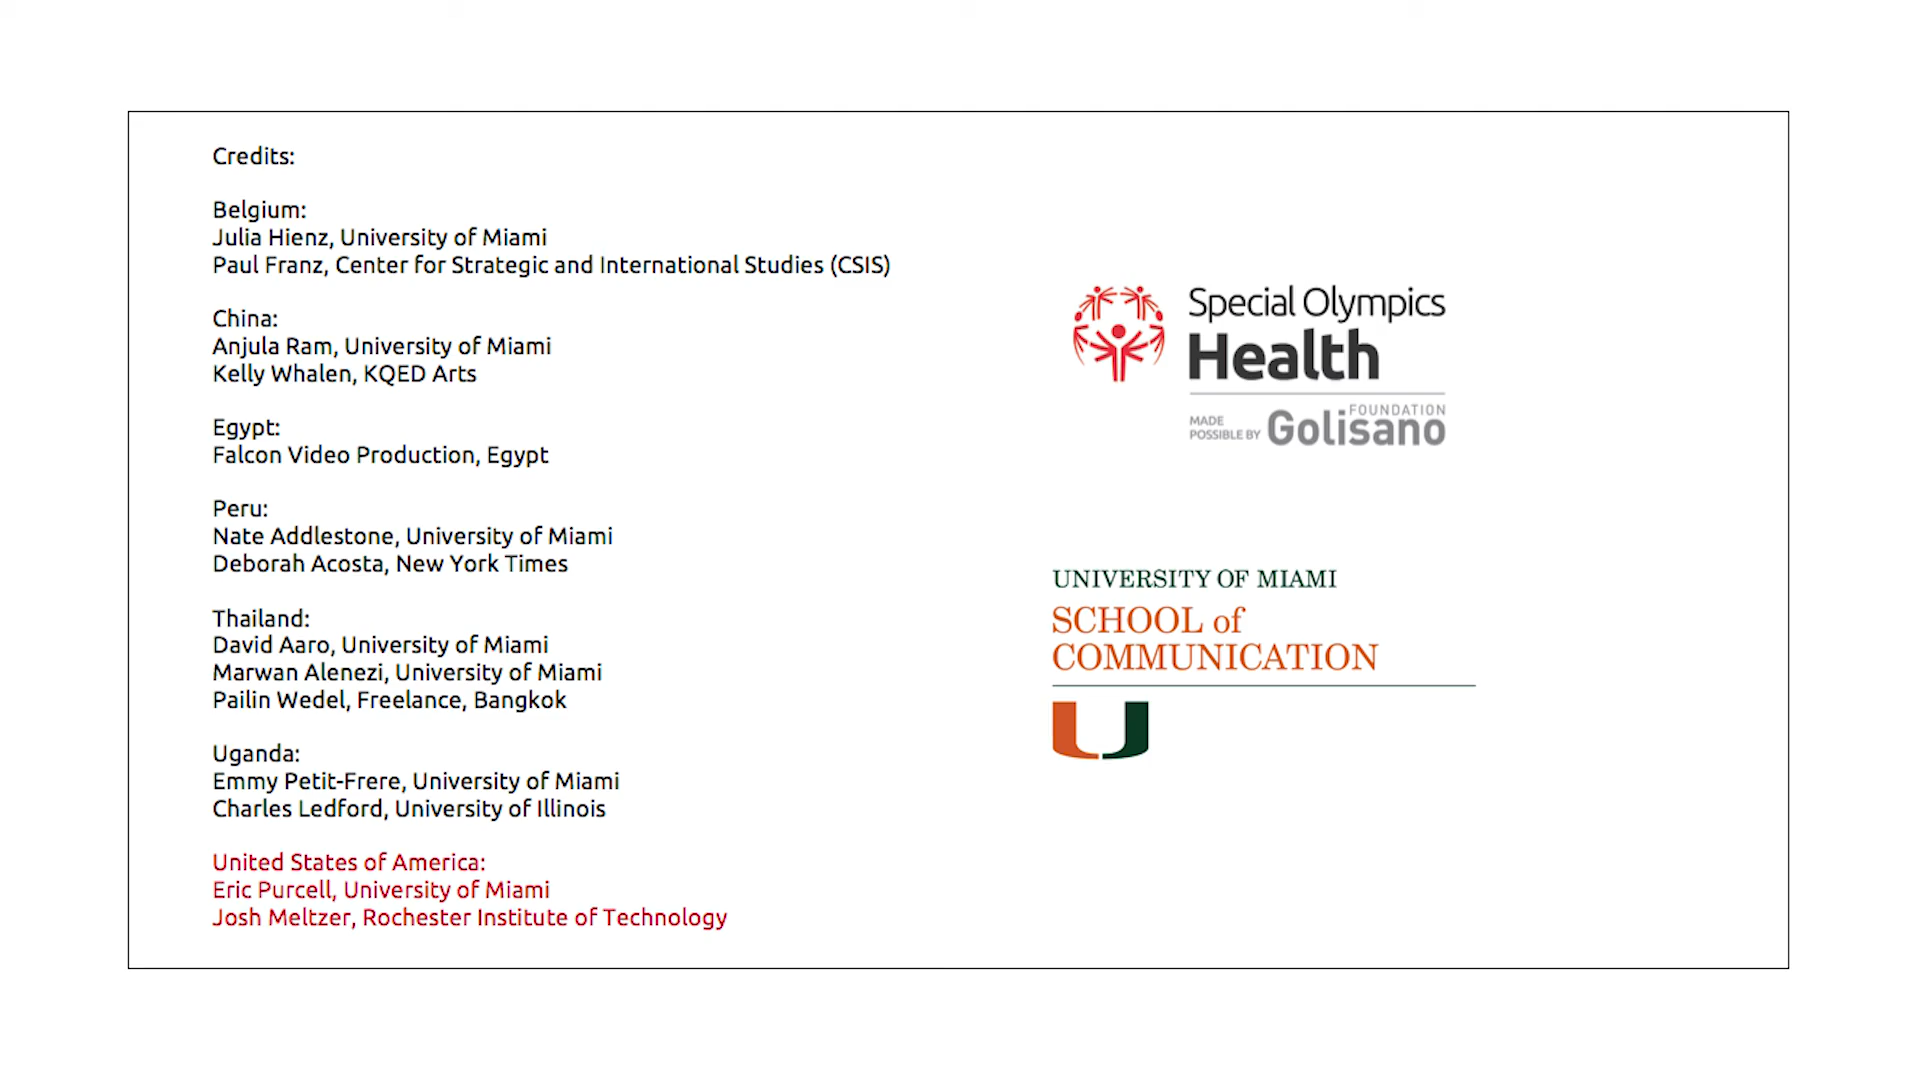 Credits:
Belgium:
Julia Hienz, University of Miami
Paul Franz, Center for Strategic and International Studies (CSIS)
China:
Anjula Ram, University of Miami
Kelly Whalen, KQED Arts
Egypt:
Falcon Video Production, Egypt
Peru:
Nate Addlestone, University of Miami
Deborah Acosta, New York Times
Thailand:
David Aaro, University of Miami
Marwan Alenezi, University of Miami
Pailin Wedel, Freelance, Bangkok
Uganda:
Emmy Petit-Frere, University of Miami
Charles Ledford, University of Illinois
United States of America:
Eric Purcell, University of Miami
Josh Meltzer, Rochester Institute of Technology
Special Olympics
Health
MADE POSSIBLE BY Golisano FOUNDATION
UNIVERSITY OF MIAMI
SCHOOL of
COMMUNICATION
U